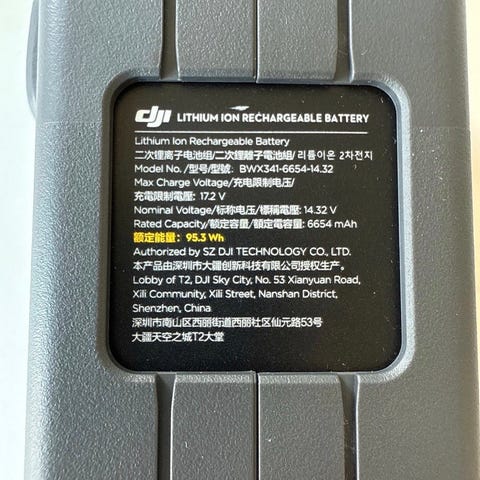 dji LITHIUM ION RECHARGEABLE BATTERY
Lithium Ion Rechargeable Battery
二次锂离子电池组/二次鋰離子電池組/리튬이온 2차전지
Model No. /型号/型號: BWX341-6654-14.32
Max Charge Voltage/充电限制电压/
充電限制電壓: 17.2 V
Nominal Voltage/标称电压/標稱電壓: 14.32 V
Rated Capacity/额定容量/額定電容量: 6654 mAh
额定能量: 95.3 Wh
Authorized by SZ DJI TECHNOLOGY CO., LTD.
本产品由深圳市大疆创新科技有限公司授权生产。
Lobby of T2, DJI Sky City, No. 53 Xianyuan Road,
Xili Community, Xili Street, Nanshan District,
Shenzhen, China
深圳市南山区西丽街道西丽社区仙元路53号
大疆天空之城T2大堂